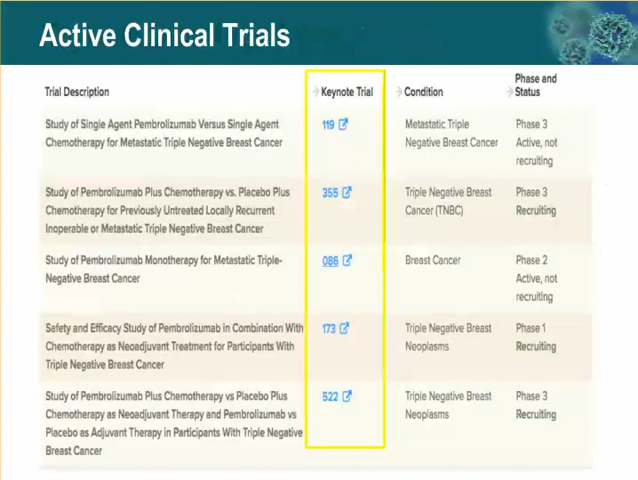 Active Clinical Trials
Trial Description
Keynote Trial
Condition
Phase and
Status
Study of Single Agent Pembrolizumab Versus Single Agent
Chemotherapy for Metastatic Triple Negative Breast Cancer
119
Metastatic Triple
Negative Breast Cancer
Phase 3
Active, not
recruiting
Study of Pembrolizumab Plus Chemotherapy vs. Placebo Plus
Chemotherapy for Previously Untreated Locally Recurrent
Inoperable or Metastatic Triple Negative Breast Cancer
355
Triple Negative Breast
Cancer (TNBC)
Phase 3
Recruiting
Study of Pembrolizumab Monotherapy for Metastatic Triple-
Negative Breast Cancer
086
Breast Cancer
Phase 2
Active, not
recruiting
Safety and Efficacy Study of Pembrolizumab in Combination With
Chemotherapy as Neoadjuvant Treatment for Participants With
Triple Negative Breast Cancer
173
Triple Negative Breast
Neoplasms
Phase 1
Recruiting
Study of Pembrolizumab Plus Chemotherapy vs Placebo Plus
Chemotherapy as Neoadjuvant Therapy and Pembrolizumab vs
Placebo as Adjuvant Therapy in Participants With Triple Negative
Breast Cancer
522
Triple Negative Breast
Neoplasms
Phase 3
Recruiting